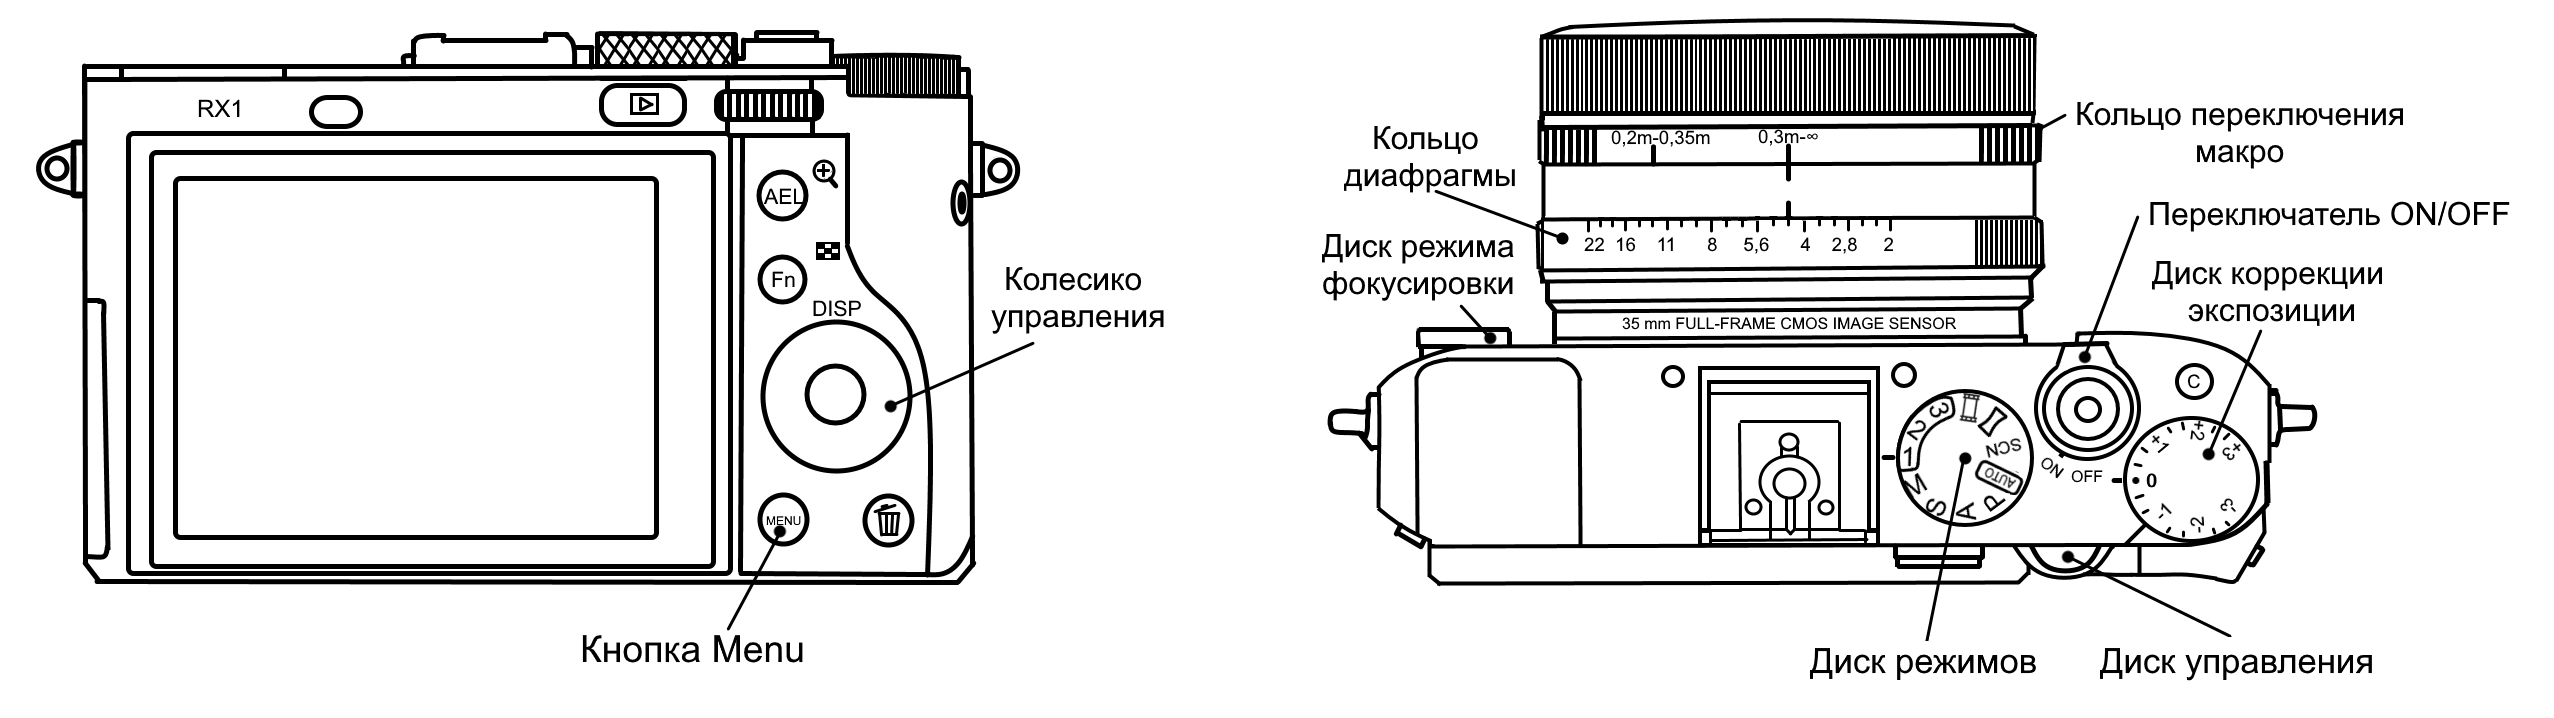 RX1
AEL
Fn
DISP
MENU
Колесико
управления
Кнопка Menu
Кольцо
диафрагмы
Диск режима
фокусировки
0,2m-0,35m 0,3m-∞
22 16 11 8 5,6 4 2,8 2
35 mm FULL-FRAME CMOS IMAGE SENSOR
Кольцо переключения
макро
Переключатель ON/OFF
Диск коррекции
экспозиции
C
3
2
1
M
S
A
P
AUTO
SCN
ON OFF
+3
+2
+1
0
-1
-2
-3
Диск режимов
Диск управления